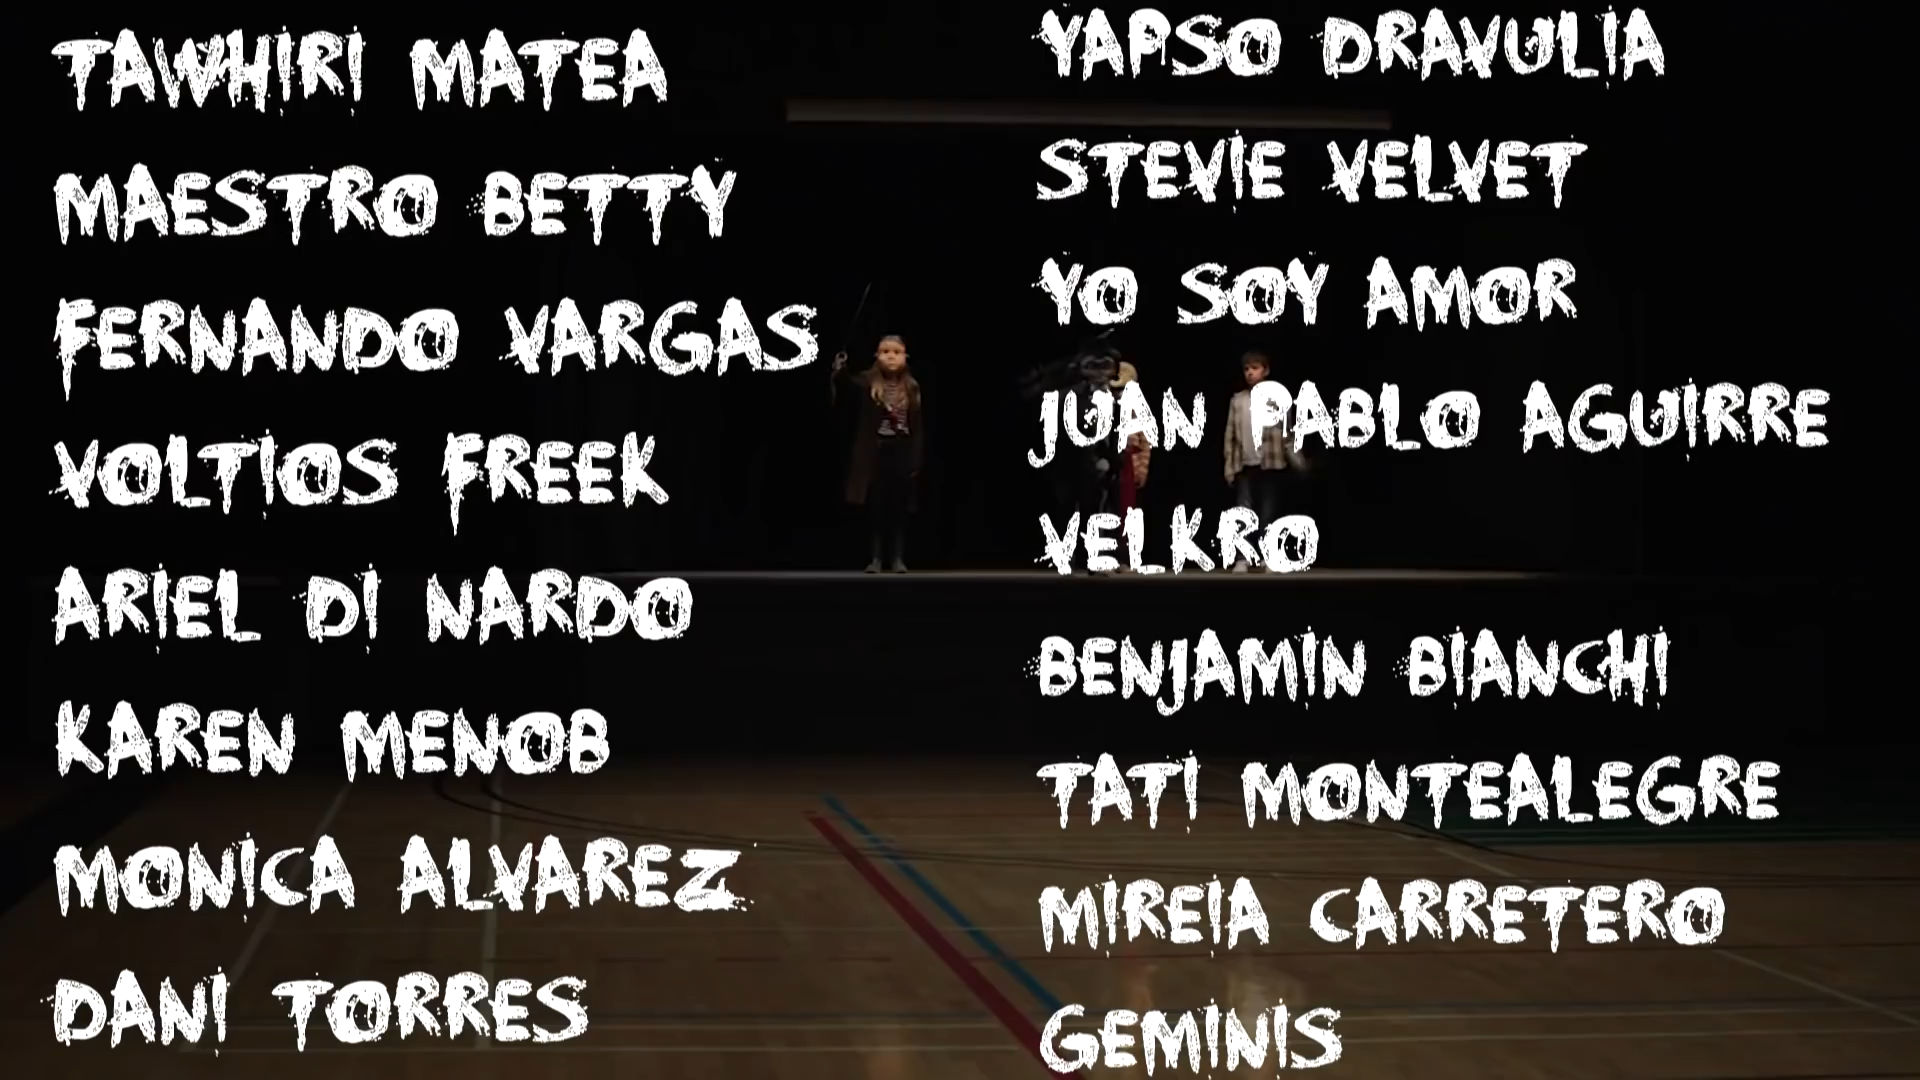 TAWHIRI MATEA
MAESTRO BETTY
FERNANDO VARGAS
VOLTIOS FREEK
ARIEL DI NARDO
KAREN MENOB
MONICA ALVAREZ
DANI TORRES
YAPSO DRAVULIA
STEVIE VELVET
YO SOY AMOR
JUAN PABLO AGUIRRE
VELKRO
BENJAMIN BIANCHI
TATI MONTEALEGRE
MIREIA CARRETERO
GEMINIS